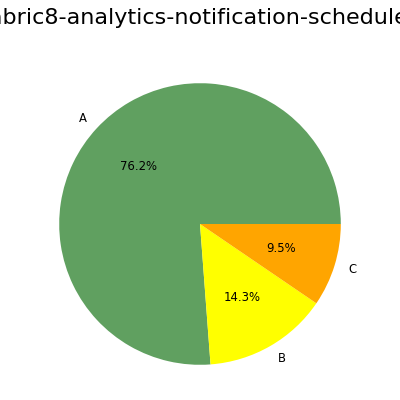 abric8-analytics-notification-schedule
A
76.2%
9.5%
C
14.3%
B